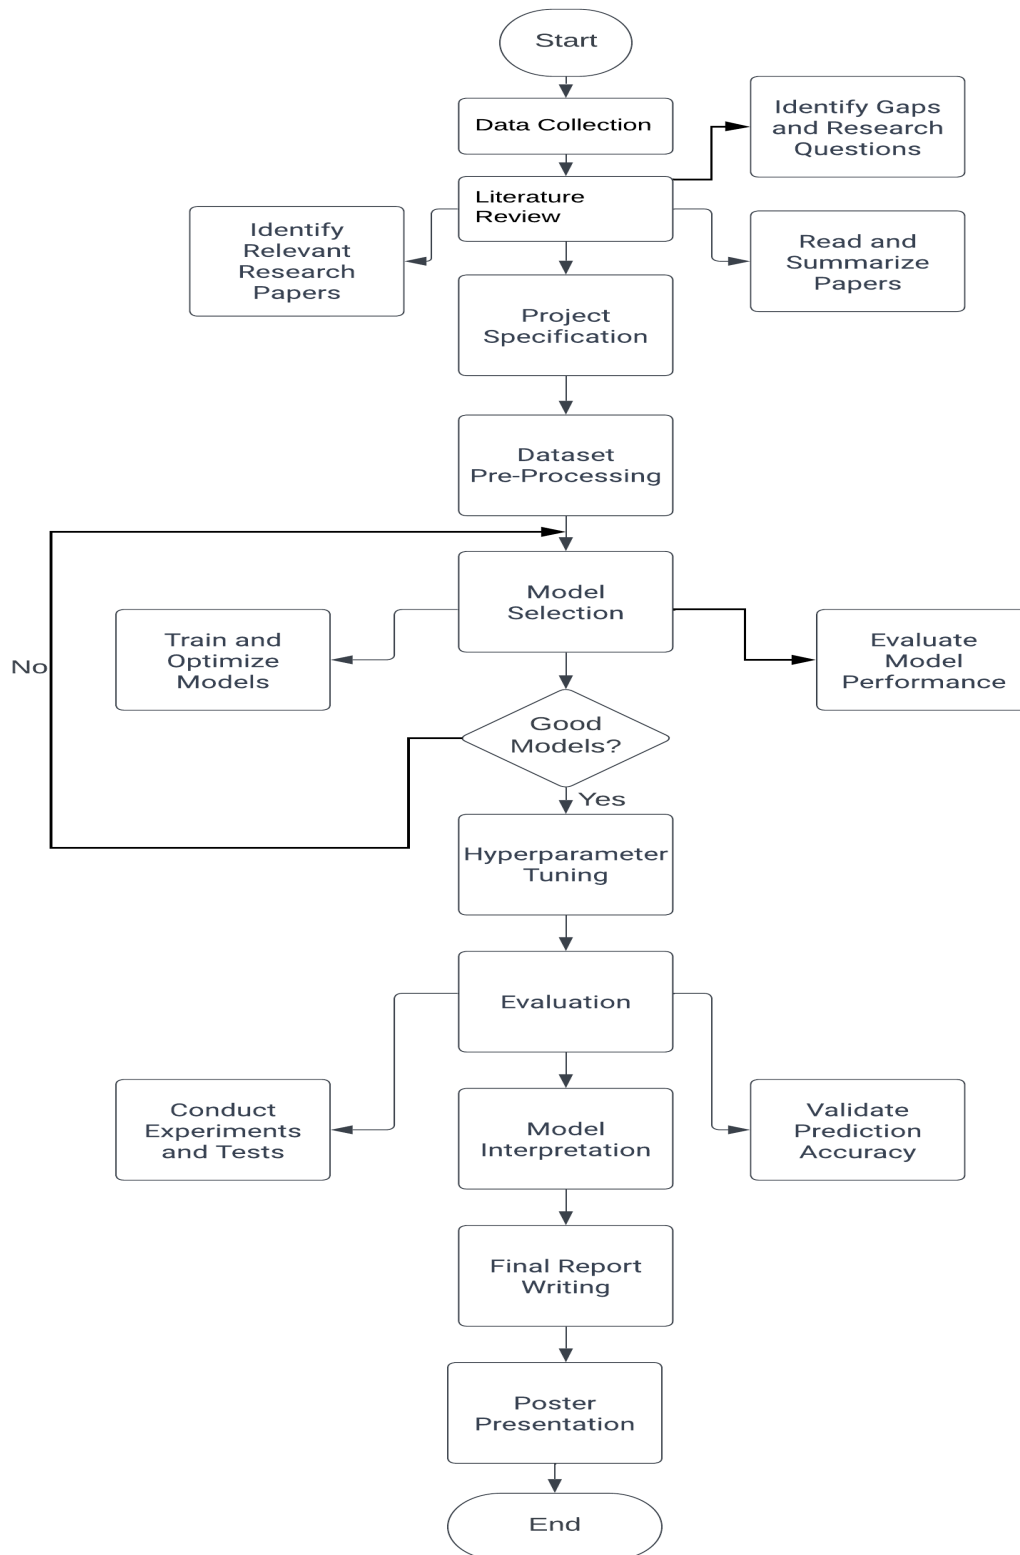 Start
Data Collection
Identify Gaps
and Research
Questions
Literature
Review
Identify
Relevant
Research
Papers
Read and
Summarize
Papers
Project
Specification
Dataset
Pre-Processing
Model
Selection
Train and
Optimize
Models
Evaluate
Model
Performance
No
Good
Models?
Yes
Hyperparameter
Tuning
Evaluation
Conduct
Experiments
and Tests
Model
Interpretation
Validate
Prediction
Accuracy
Final Report
Writing
Poster
Presentation
End